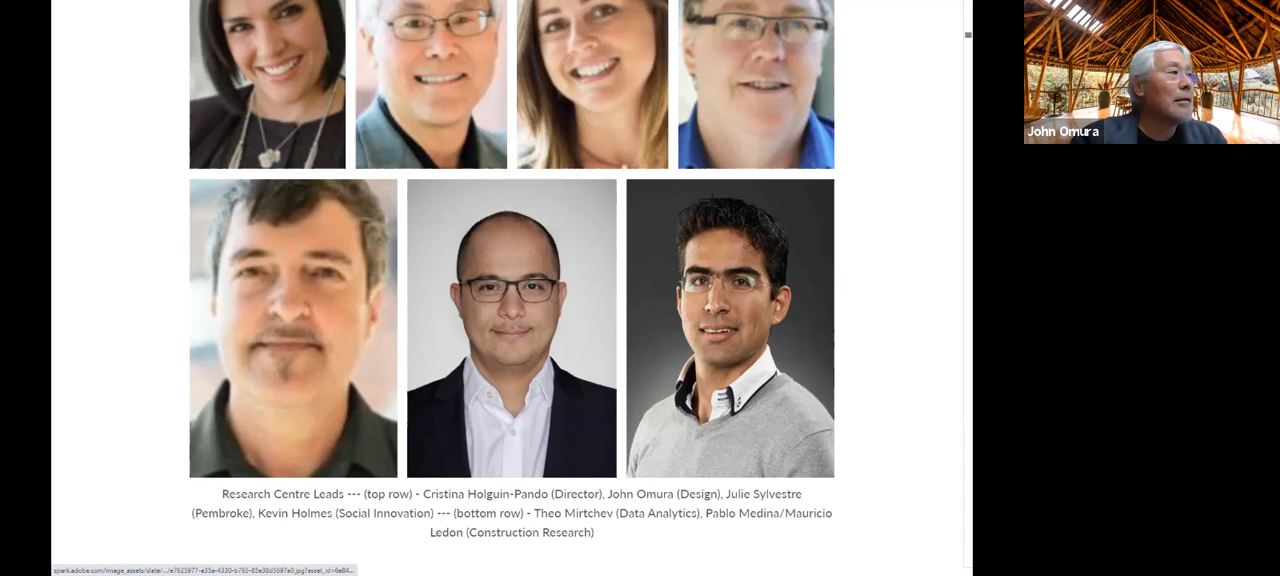 John Omura
Research Centre Leads --- (top row) - Cristina Holguin-Pando (Director), John Omura (Design), Julie Sylvestre
(Pembroke), Kevin Holmes (Social Innovation) --- (bottom row) - Theo Mirtchev (Data Analytics), Pablo Medina/Mauricio
Ledon (Construction Research)